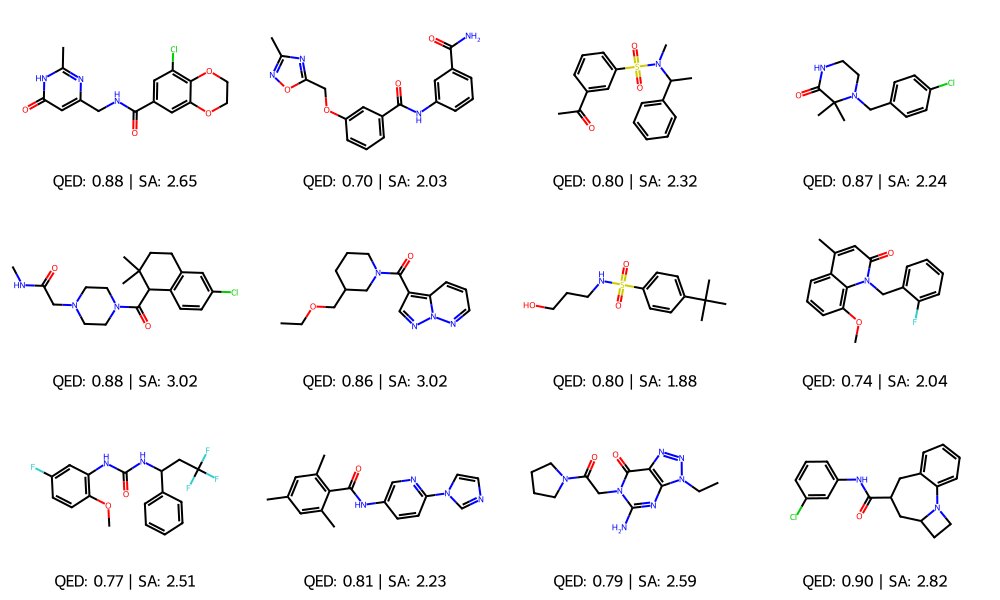 QED: 0.88 | SA: 2.65
QED: 0.70 | SA: 2.03
QED: 0.80 | SA: 2.32
QED: 0.87 | SA: 2.24
QED: 0.88 | SA: 3.02
QED: 0.86 | SA: 3.02
QED: 0.80 | SA: 1.88
QED: 0.74 | SA: 2.04
QED: 0.77 | SA: 2.51
QED: 0.81 | SA: 2.23
QED: 0.79 | SA: 2.59
QED: 0.90 | SA: 2.82